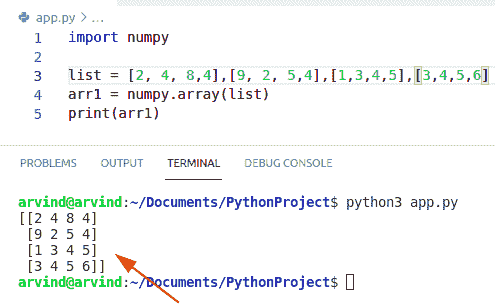 app.py > ...
1 import numpy
2
3 list = [2, 4, 8,4],[9, 2, 5,4],[1,3,4,5],[3,4,5,6]
4 arr1 = numpy.array(list)
5 print(arr1)
PROBLEMS OUTPUT TERMINAL DEBUG CONSOLE
arvind@arvind:~/Documents/PythonProject$ python3 app.py
[[2 4 8 4]
 [9 2 5 4]
 [1 3 4 5]
 [3 4 5 6]]
arvind@arvind:~/Documents/PythonProject$